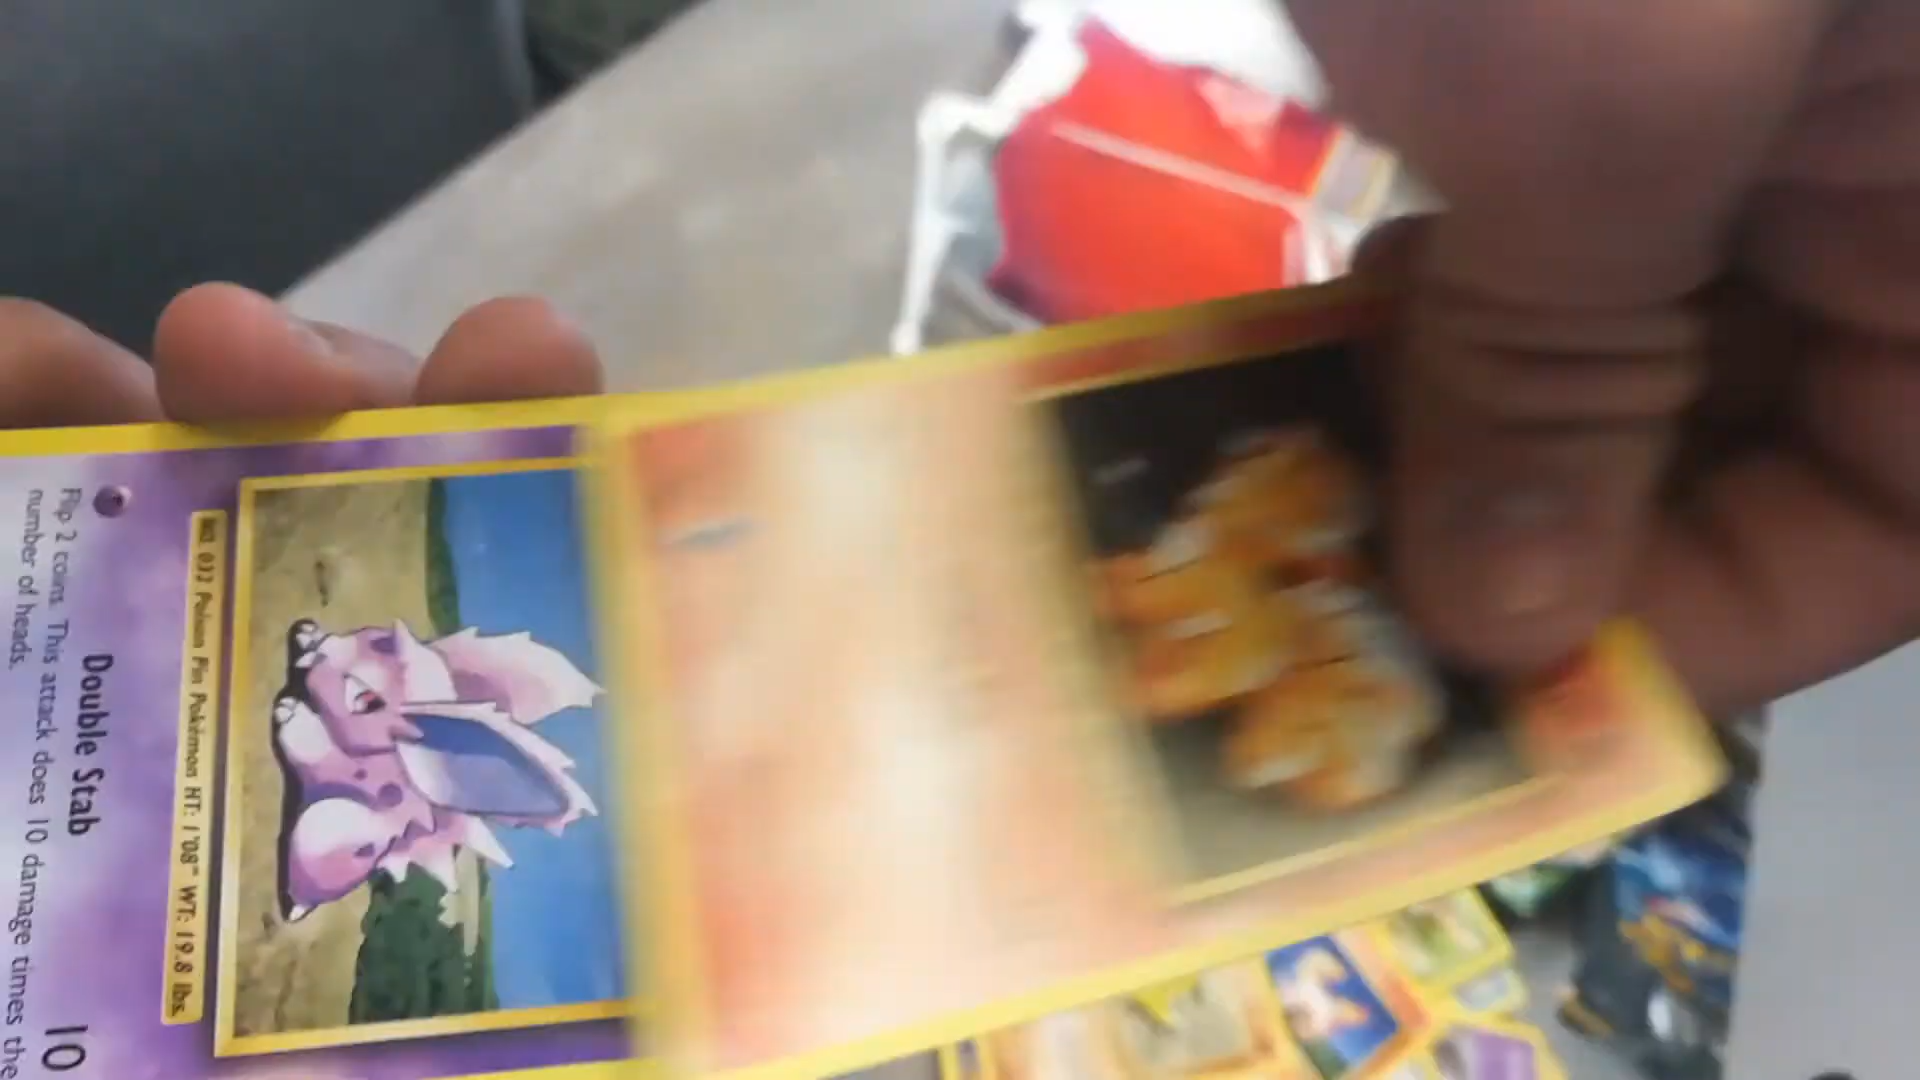 NO. 032 Poison Pin Pokémon HT: 1'08" WT: 19.8 lbs.
Double Stab 10
Flip 2 coins. This attack does 10 damage times the
number of heads.